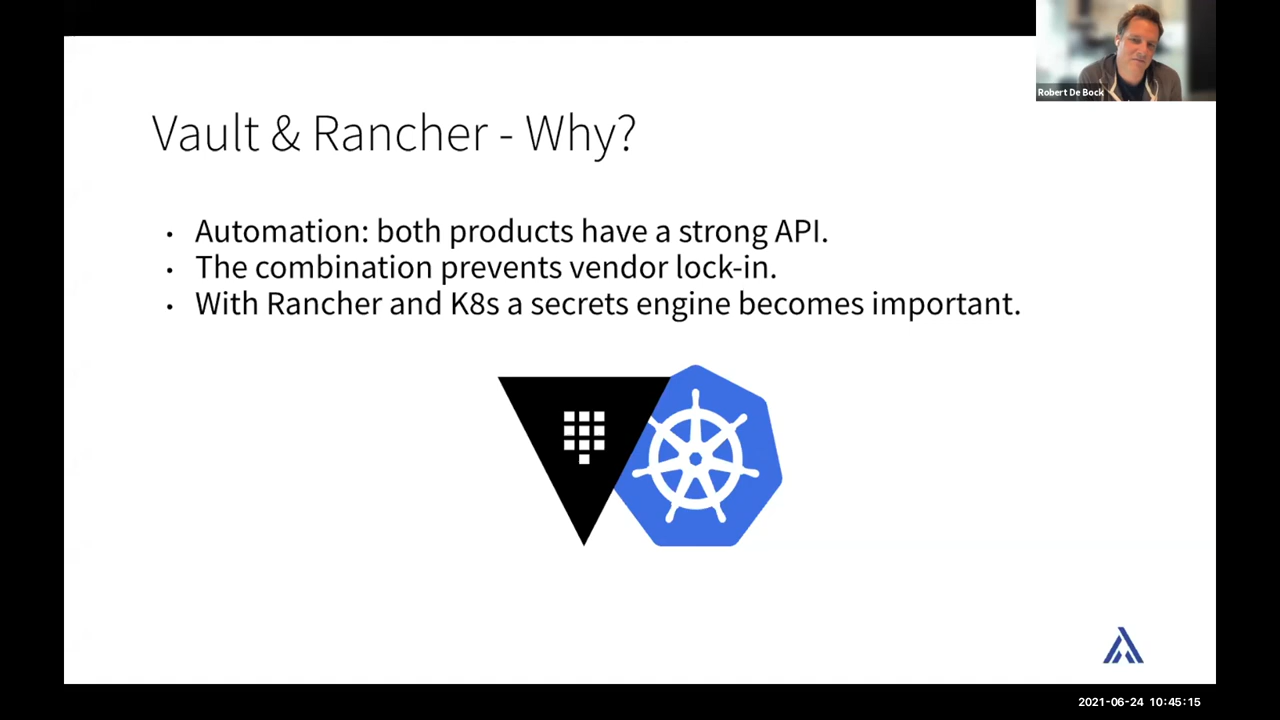 Robert De Bock
Vault & Rancher - Why?
• Automation: both products have a strong API.
• The combination prevents vendor lock-in.
• With Rancher and K8s a secrets engine becomes important.
2021-06-24 10:45:15